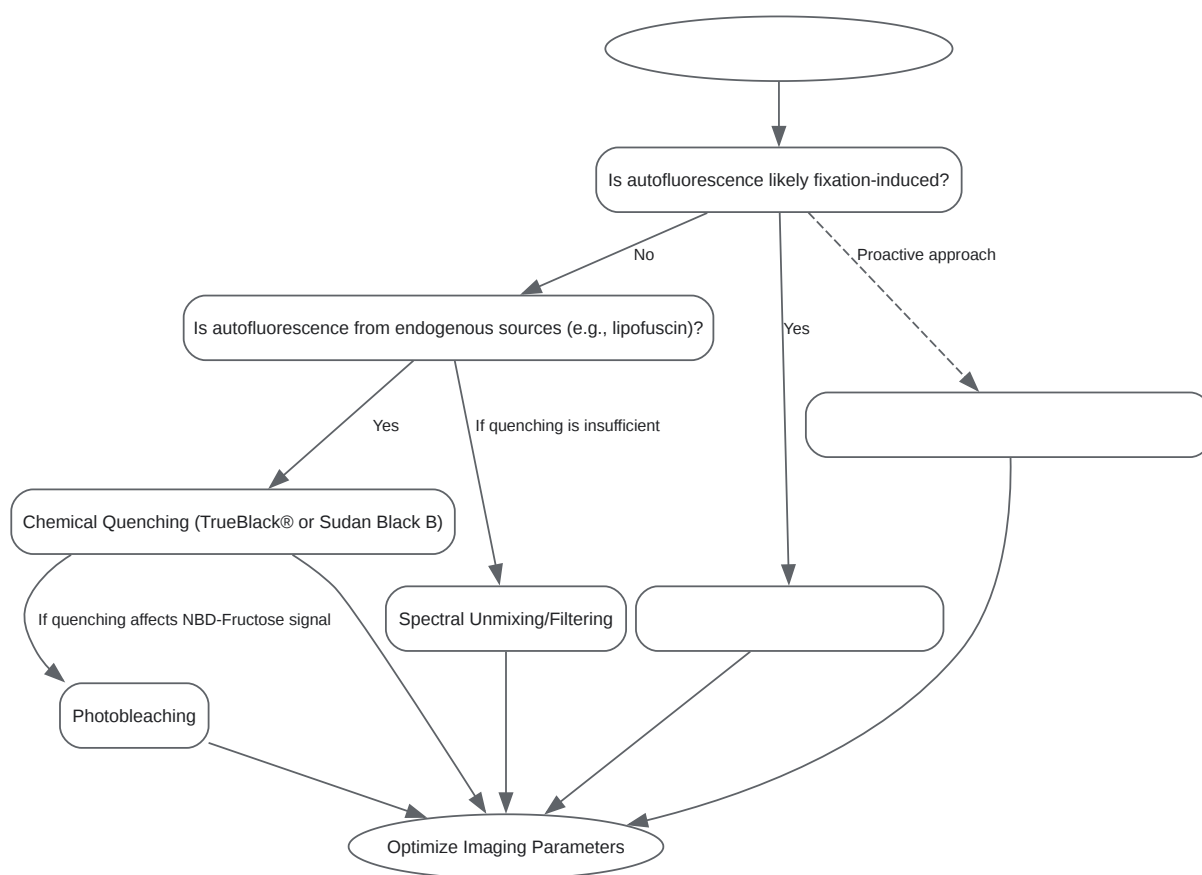 Is autofluorescence likely fixation-induced?
No
Proactive approach
Is autofluorescence from endogenous sources (e.g., lipofuscin)?
Yes
Yes
If quenching is insufficient
Chemical Quenching (TrueBlack® or Sudan Black B)
If quenching affects NBD-Fructose signal
Spectral Unmixing/Filtering
Photobleaching
Optimize Imaging Parameters